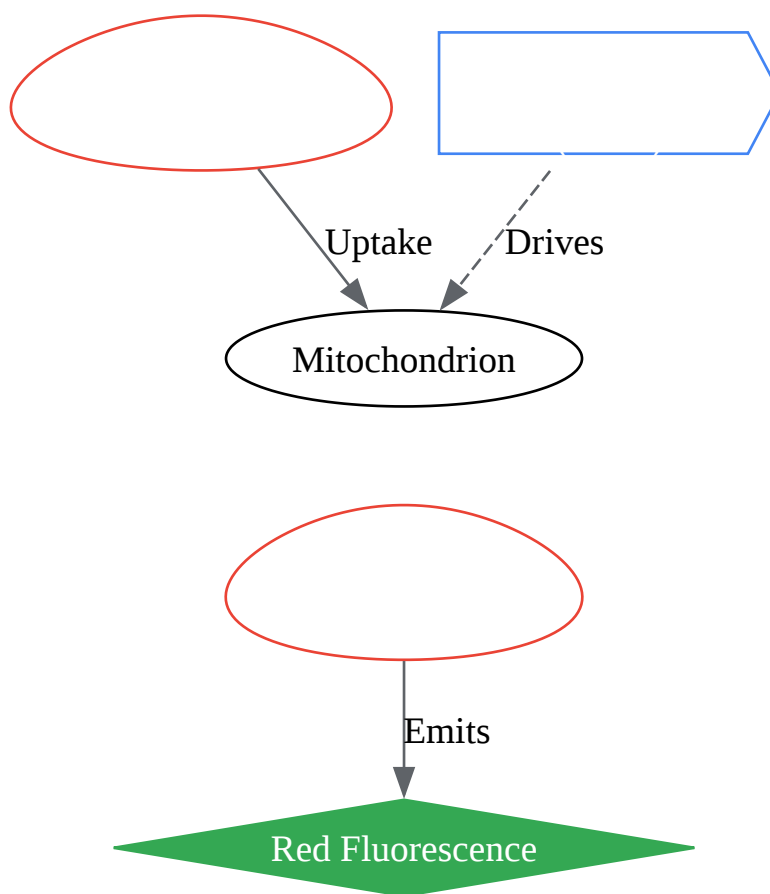 Uptake
Drives
Mitochondrion
Emits
Red Fluorescence